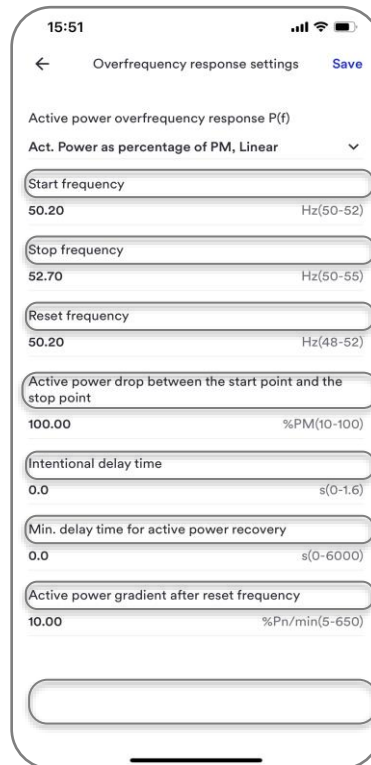 15:51
Overfrequency response settings Save
Active power overfrequency response P(f)
Act. Power as percentage of PM, Linear
Start frequency
50.20 Hz(50-52)
Stop frequency
52.70 Hz(50-55)
Reset frequency
50.20 Hz(48-52)
Active power drop between the start point and the
stop point
100.00 %PM(10-100)
Intentional delay time
0.0 s(0-1.6)
Min. delay time for active power recovery
0.0 s(0-6000)
Active power gradient after reset frequency
10.00 %Pn/min(5-650)